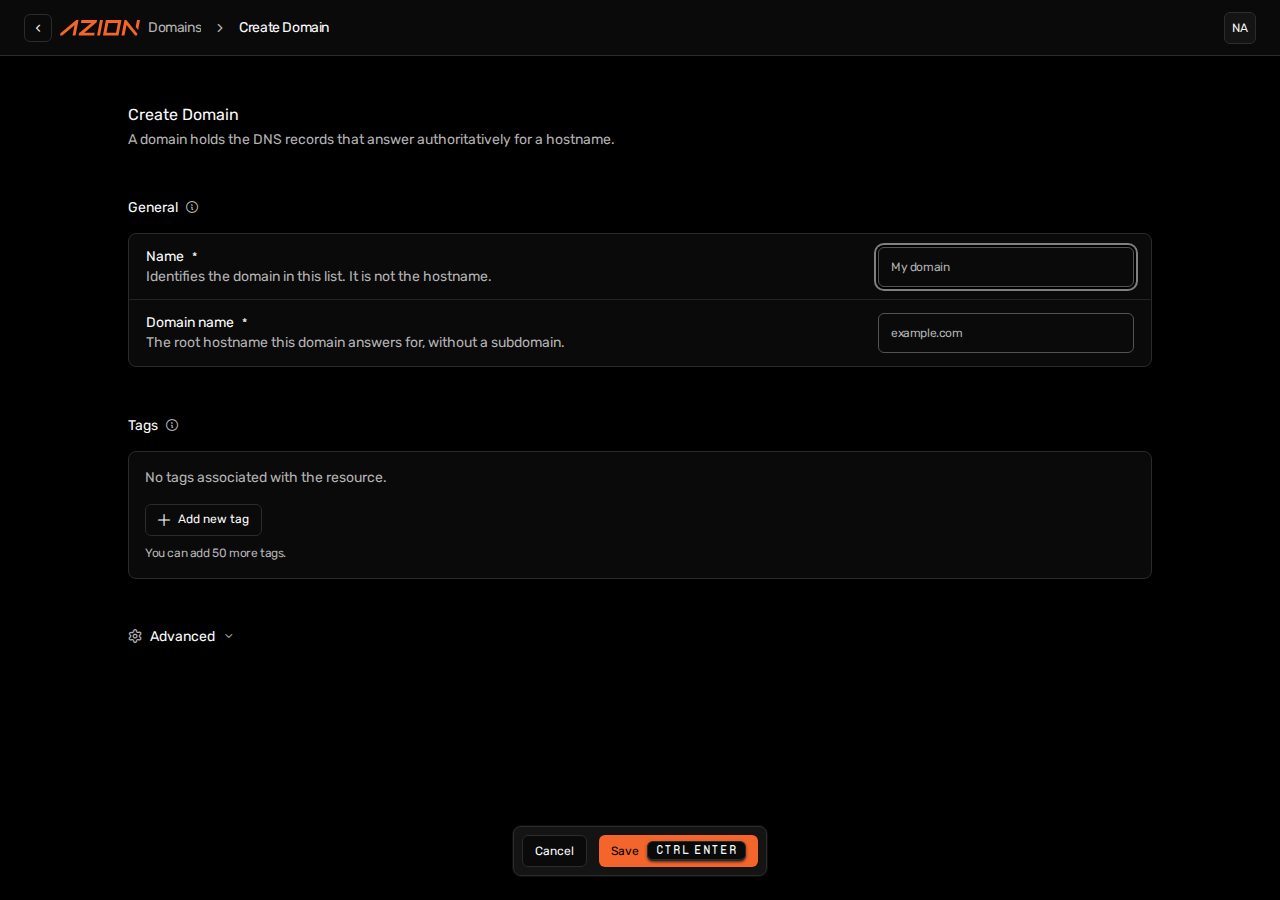 AZION Domains Create Domain NA
Create Domain
A domain holds the DNS records that answer authoritatively for a hostname.
General
Name *
Identifies the domain in this list. It is not the hostname.
My domain
Domain name *
The root hostname this domain answers for, without a subdomain.
example.com
Tags
No tags associated with the resource.
Add new tag
You can add 50 more tags.
Advanced
Cancel Save CTRL ENTER